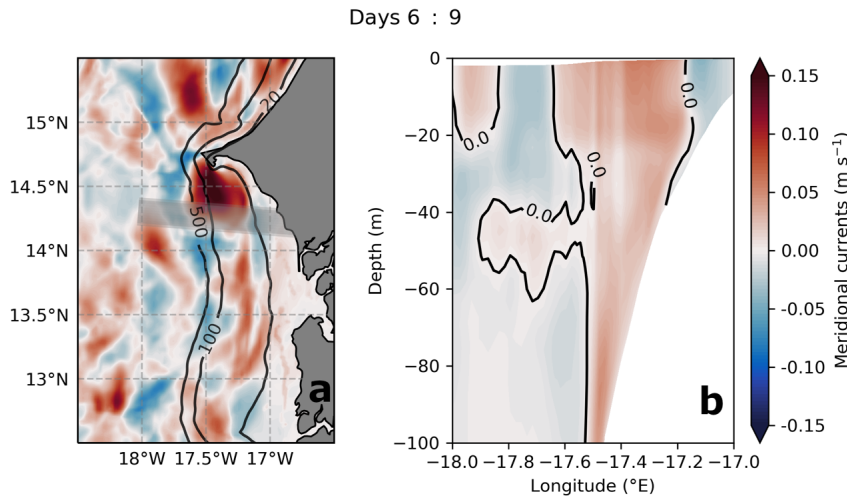 Days 6 : 9
15°N
14.5°N
14°N
13.5°N
13°N
18°W 17.5°W 17°W
20
500
100
a
Depth (m)
0
−20
−40
−60
−80
−100
−18.0 −17.8 −17.6 −17.4 −17.2 −17.0
Longitude (°E)
0.0
0.0
0.0
0.0
b
0.15
0.10
0.05
0.00
-0.05
-0.10
-0.15
Meridional currents (m s⁻¹)